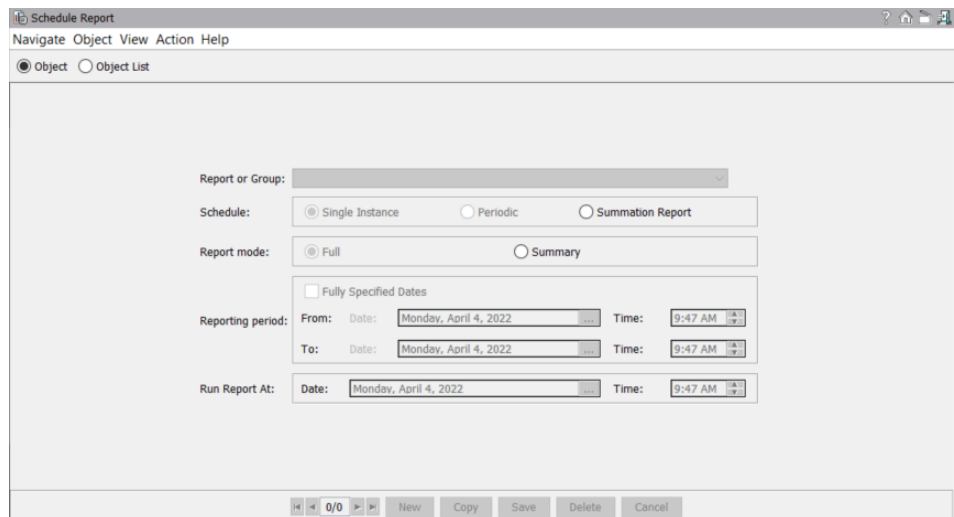 Schedule Report
Navigate Object View Action Help
Object Object List
Report or Group:
Schedule: Single Instance Periodic Summation Report
Report mode: Full Summary
Fully Specified Dates
Reporting period: From: Date: Monday, April 4, 2022 ... Time: 9:47 AM
To: Date: Monday, April 4, 2022 ... Time: 9:47 AM
Run Report At: Date: Monday, April 4, 2022 ... Time: 9:47 AM
0/0 New Copy Save Delete Cancel